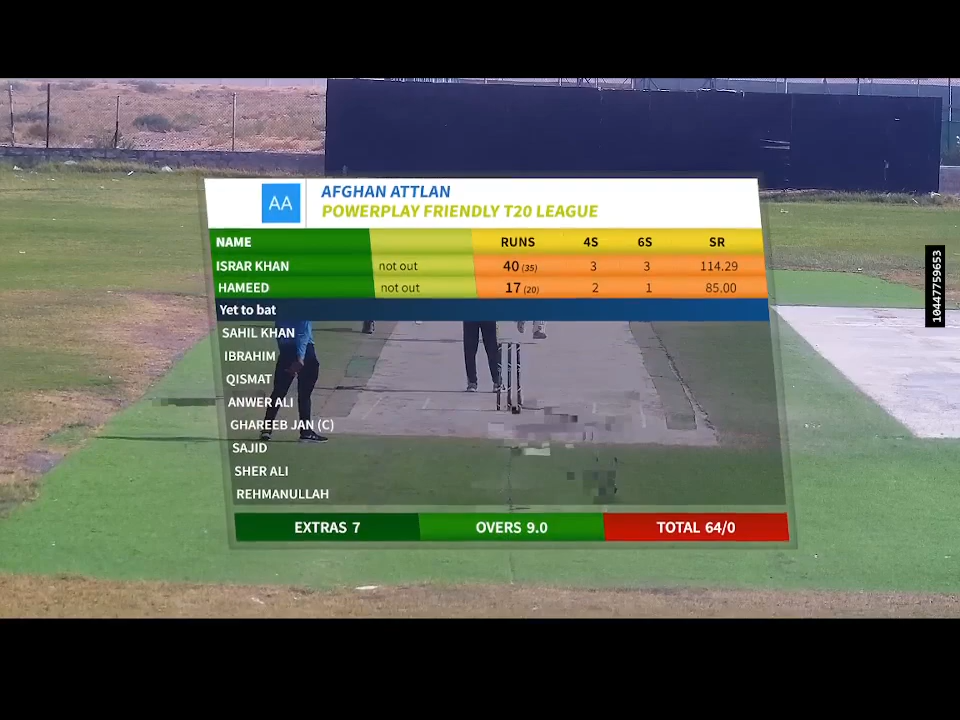 AA
AFGHAN ATTLAN
POWERPLAY FRIENDLY T20 LEAGUE
NAME RUNS 4S 6S SR
ISRAR KHAN not out 40 (35) 3 3 114.29
HAMEED not out 17 (20) 2 1 85.00
Yet to bat
SAHIL KHAN
IBRAHIM
QISMAT
ANWER ALI
GHAREEB JAN (C)
SAJID
SHER ALI
REHMANULLAH
EXTRAS 7 OVERS 9.0 TOTAL 64/0
10447759653